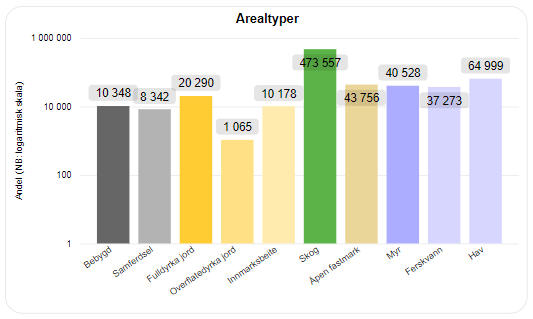 Arealtyper
Andel (NB: logaritmisk skala)
1 000 000
10 000
100
1
10 348
8 342
20 290
1 065
10 178
473 557
43 756
40 528
37 273
64 999
Bebygd
Samferdsel
Fulldyrka jord
Overflatedyrka jord
Innmarksbeite
Skog
Åpen fastmark
Myr
Ferskvann
Hav